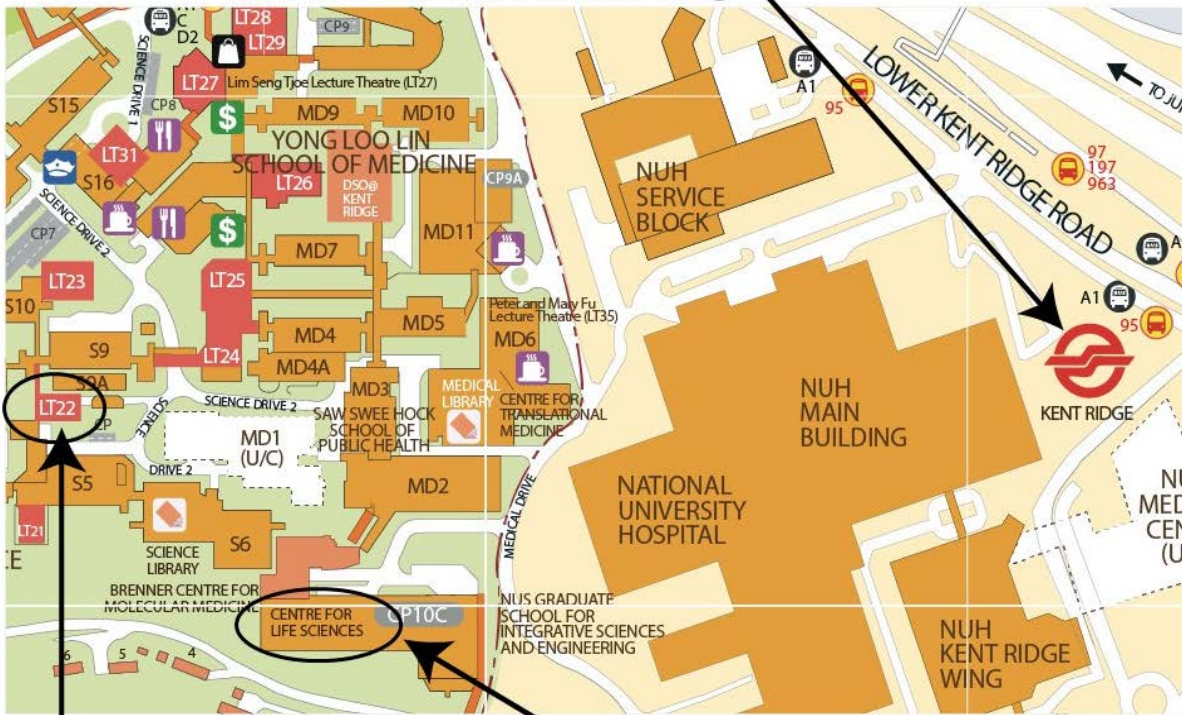 C
D2
LT28
LT29
CP9
LT27
Lim Seng Tjoe Lecture Theatre (LT27)
S15
SCIENCE DRIVE 1
CP8
$
MD9
MD10
YONG LOO LIN
SCHOOL OF MEDICINE
LT31
S16
LT26
DSO@
KENT
RIDGE
CP9A
SCIENCE DRIVE 2
CP7
$
MD7
MD11
LT23
LT25
S10
Peter and Mary Fu
Lecture Theatre (LT35)
MD5
MD4
MD6
S9
LT24
MD4A
S9A
MD3
MEDICAL
LIBRARY
CENTRE FOR
TRANSLATIONAL
MEDICINE
LT22
SCIENCE DRIVE 2
SCIENCE
DRIVE 2
CP
SAW SWEE HOCK
SCHOOL OF
PUBLIC HEALTH
MD1
(U/C)
S5
MD2
LT21
S6
SCIENCE
LIBRARY
MEDICAL DRIVE
BRENNER CENTRE FOR
MOLECULAR MEDICINE
CENTRE FOR
LIFE SCIENCES
CP10C
NUS GRADUATE
SCHOOL FOR
INTEGRATIVE SCIENCES
AND ENGINEERING
6
5
4
NUH
SERVICE
BLOCK
A1
95
LOWER KENT RIDGE ROAD
TO
97
197
963
A1
95
KENT RIDGE
NUH
MAIN
BUILDING
NATIONAL
UNIVERSITY
HOSPITAL
NUH
KENT RIDGE
WING